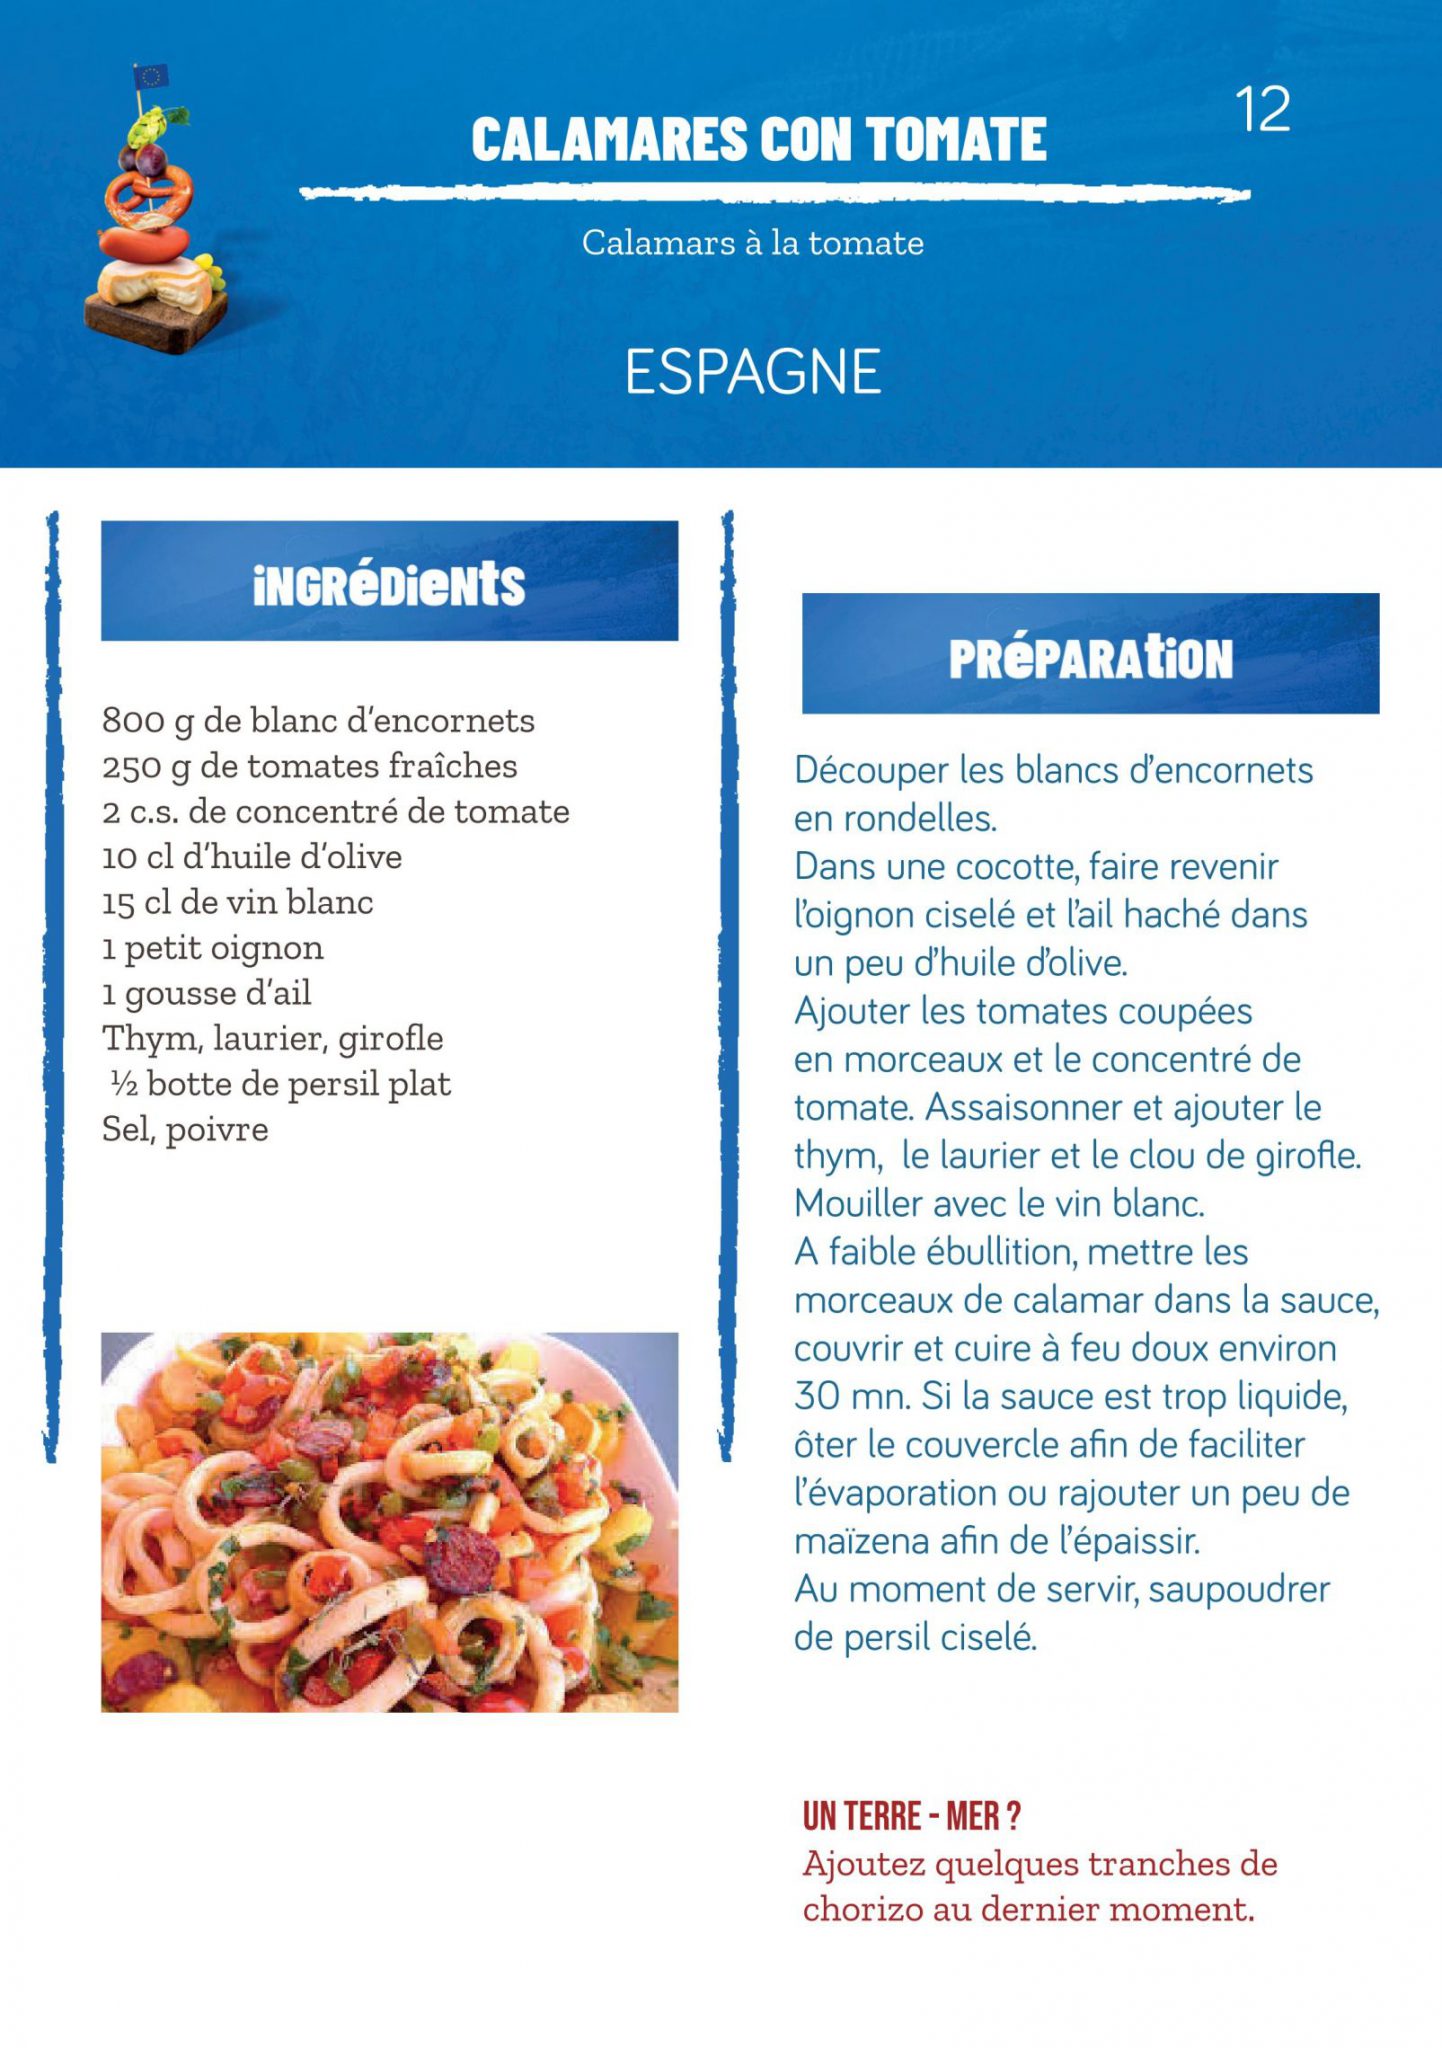 12
CALAMARES CON TOMATE
Calamars à la tomate
ESPAGNE
iNGRéDieNtS
800 g de blanc d’encornets
250 g de tomates fraîches
2 c.s. de concentré de tomate
10 cl d’huile d’olive
15 cl de vin blanc
1 petit oignon
1 gousse d’ail
Thym, laurier, girofle
½ botte de persil plat
Sel, poivre
PRéPARAtiON
Découper les blancs d’encornets
en rondelles.
Dans une cocotte, faire revenir
l’oignon ciselé et l’ail haché dans
un peu d’huile d’olive.
Ajouter les tomates coupées
en morceaux et le concentré de
tomate. Assaisonner et ajouter le
thym,  le laurier et le clou de girofle.
Mouiller avec le vin blanc.
A faible ébullition, mettre les
morceaux de calamar dans la sauce,
couvrir et cuire à feu doux environ
30 mn. Si la sauce est trop liquide,
ôter le couvercle afin de faciliter
l’évaporation ou rajouter un peu de
maïzena afin de l’épaissir.
Au moment de servir, saupoudrer
de persil ciselé.
UN TERRE - MER ?
Ajoutez quelques tranches de
chorizo au dernier moment.